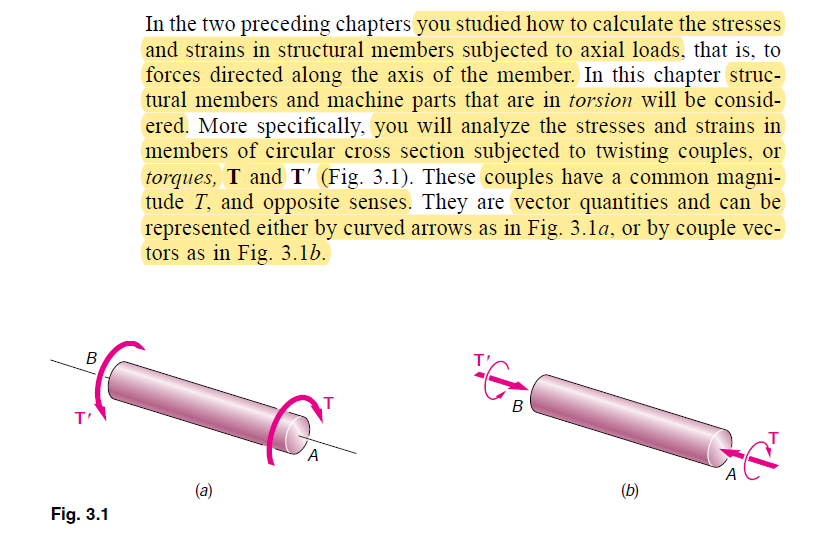 In the two preceding chapters you studied how to calculate the stresses
and strains in structural members subjected to axial loads, that is, to
forces directed along the axis of the member. In this chapter struc-
tural members and machine parts that are in torsion will be consid-
ered. More specifically, you will analyze the stresses and strains in
members of circular cross section subjected to twisting couples, or
torques, T and T′ (Fig. 3.1). These couples have a common magni-
tude T, and opposite senses. They are vector quantities and can be
represented either by curved arrows as in Fig. 3.1a, or by couple vec-
tors as in Fig. 3.1b.
B
T′
T
A
(a)
T′
B
T
A
(b)
Fig. 3.1